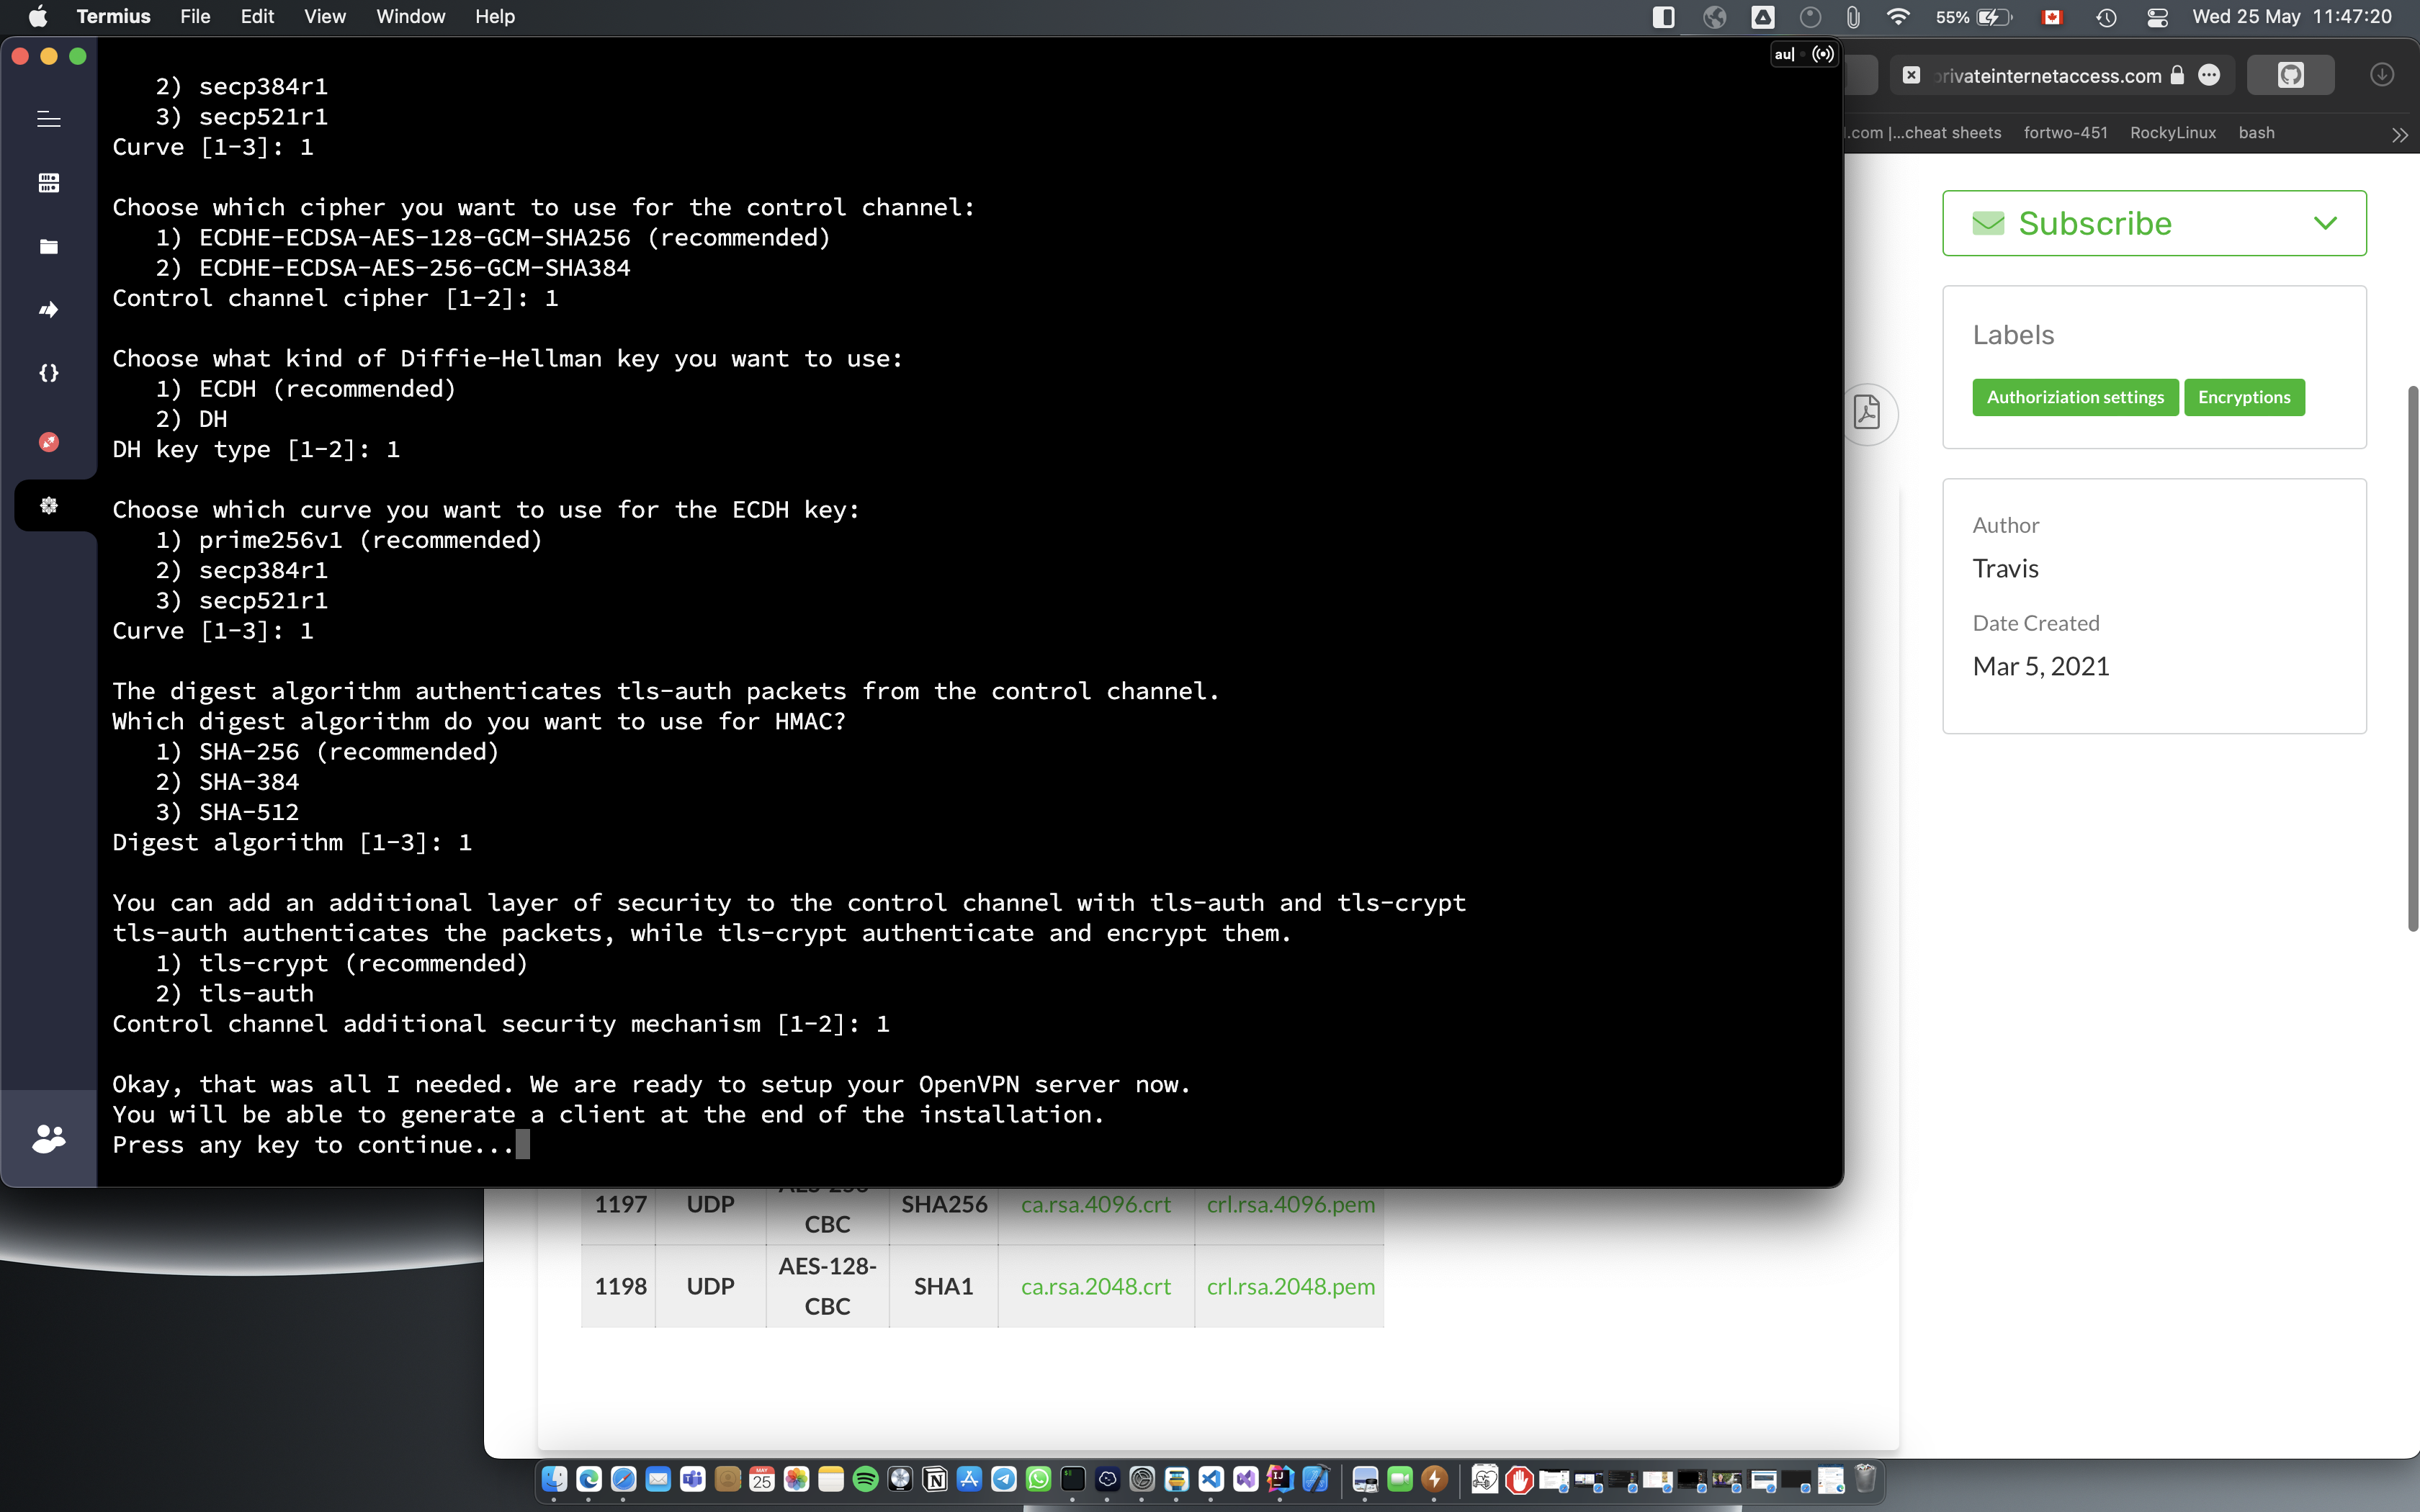 Termius File Edit View Window Help
55%
Wed 25 May 11:47:20
au|
2) secp384r1
3) secp521r1
Curve [1-3]: 1
Choose which cipher you want to use for the control channel:
1) ECDHE-ECDSA-AES-128-GCM-SHA256 (recommended)
2) ECDHE-ECDSA-AES-256-GCM-SHA384
Control channel cipher [1-2]: 1
Choose what kind of Diffie-Hellman key you want to use:
1) ECDH (recommended)
2) DH
DH key type [1-2]: 1
Choose which curve you want to use for the ECDH key:
1) prime256v1 (recommended)
2) secp384r1
3) secp521r1
Curve [1-3]: 1
The digest algorithm authenticates tls-auth packets from the control channel.
Which digest algorithm do you want to use for HMAC?
1) SHA-256 (recommended)
2) SHA-384
3) SHA-512
Digest algorithm [1-3]: 1
You can add an additional layer of security to the control channel with tls-auth and tls-crypt
tls-auth authenticates the packets, while tls-crypt authenticate and encrypt them.
1) tls-crypt (recommended)
2) tls-auth
Control channel additional security mechanism [1-2]: 1
Okay, that was all I needed. We are ready to setup your OpenVPN server now.
You will be able to generate a client at the end of the installation.
Press any key to continue...
rivateinternetaccess.com
.com |...cheat sheets fortwo-451 RockyLinux bash
Subscribe
Labels
Authoriziation settings Encryptions
Author
Travis
Date Created
Mar 5, 2021
1197 UDP CBC SHA256 ca.rsa.4096.crt crl.rsa.4096.pem
1198 UDP AES-128-CBC SHA1 ca.rsa.2048.crt crl.rsa.2048.pem
MAY
25